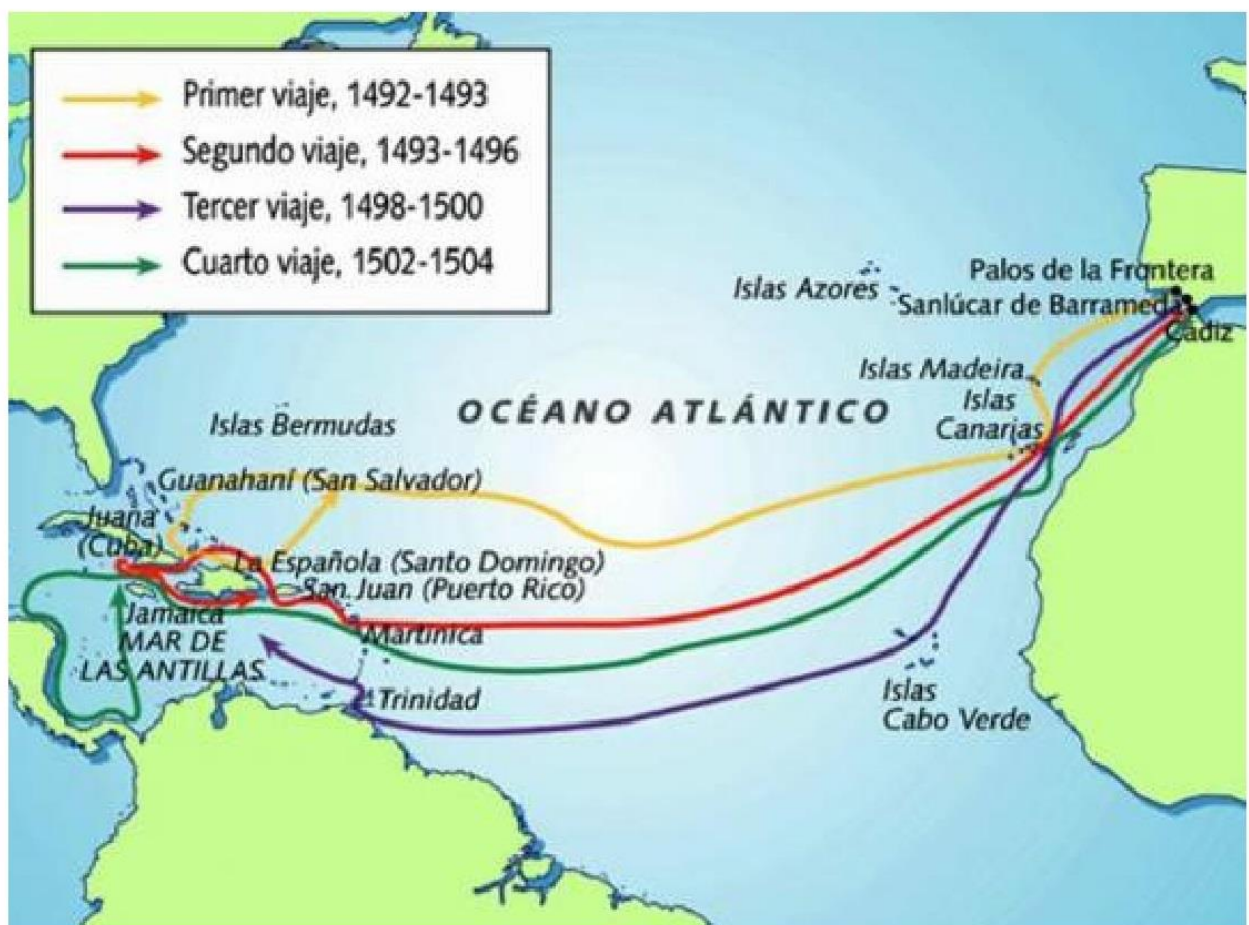 Primer viaje, 1492-1493
Segundo viaje, 1493-1496
Tercer viaje, 1498-1500
Cuarto viaje, 1502-1504
Palos de la Frontera
Islas Azores
Sanlúcar de Barrameda
Cádiz
Islas Madeira
Islas
Canarias
OCÉANO ATLÁNTICO
Islas Bermudas
Guanahaní (San Salvador)
Juana
(Cuba)
La Española (Santo Domingo)
San Juan (Puerto Rico)
Jamaica
MAR DE
LAS ANTILLAS
Martinica
Trinidad
Islas
Cabo Verde